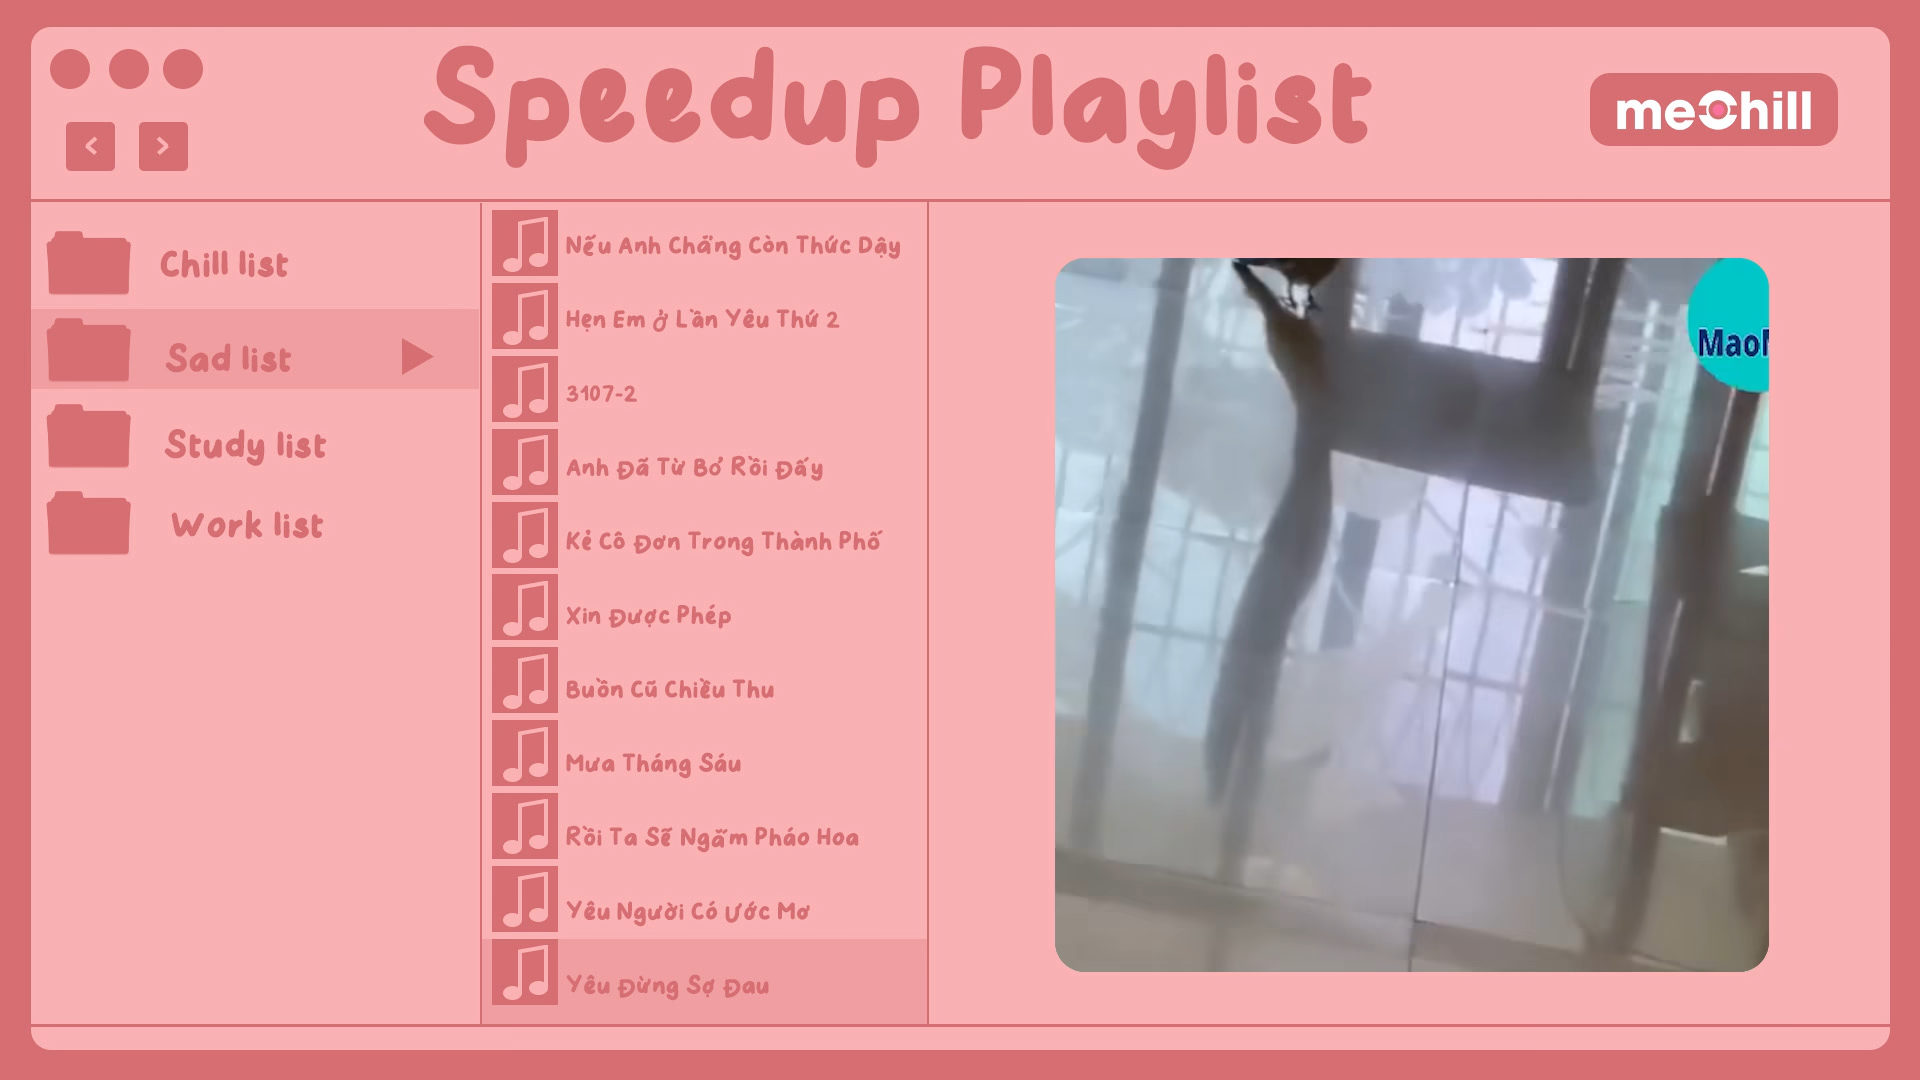 Speedup Playlist
meChill
Chill list
Sad list
Study list
Work list
Nếu Anh Chẳng Còn Thức Dậy
Hẹn Em ở Lần Yêu Thứ 2
3107-2
Anh Đã Từ Bỏ Rồi Đấy
Kẻ Cô Đơn Trong Thành Phố
Xin Được Phép
Buồn Cũ Chiều Thu
Mưa Tháng Sáu
Rồi Ta Sẽ Ngắm Pháo Hoa
Yêu Người Có Ước Mơ
Yêu Đừng Sợ Đau